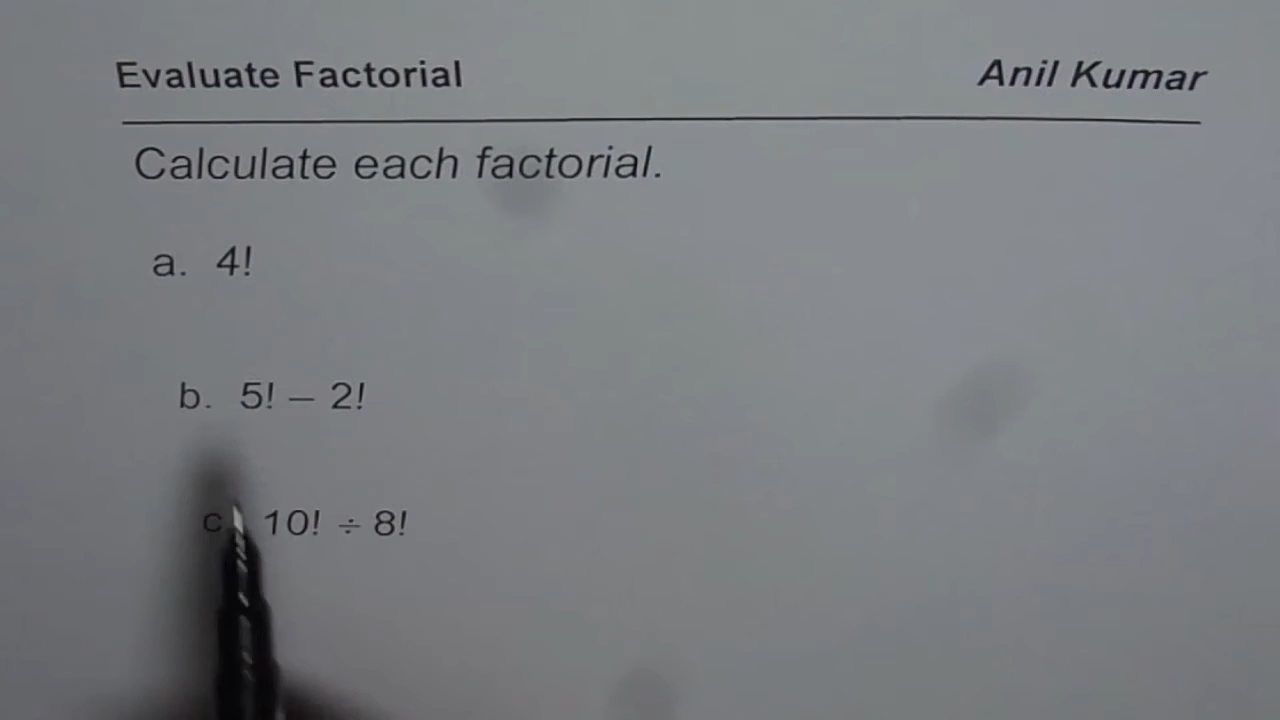 Evaluate Factorial Anil Kumar
Calculate each factorial.
a. 4!
b. 5! – 2!
c 10! ÷ 8!